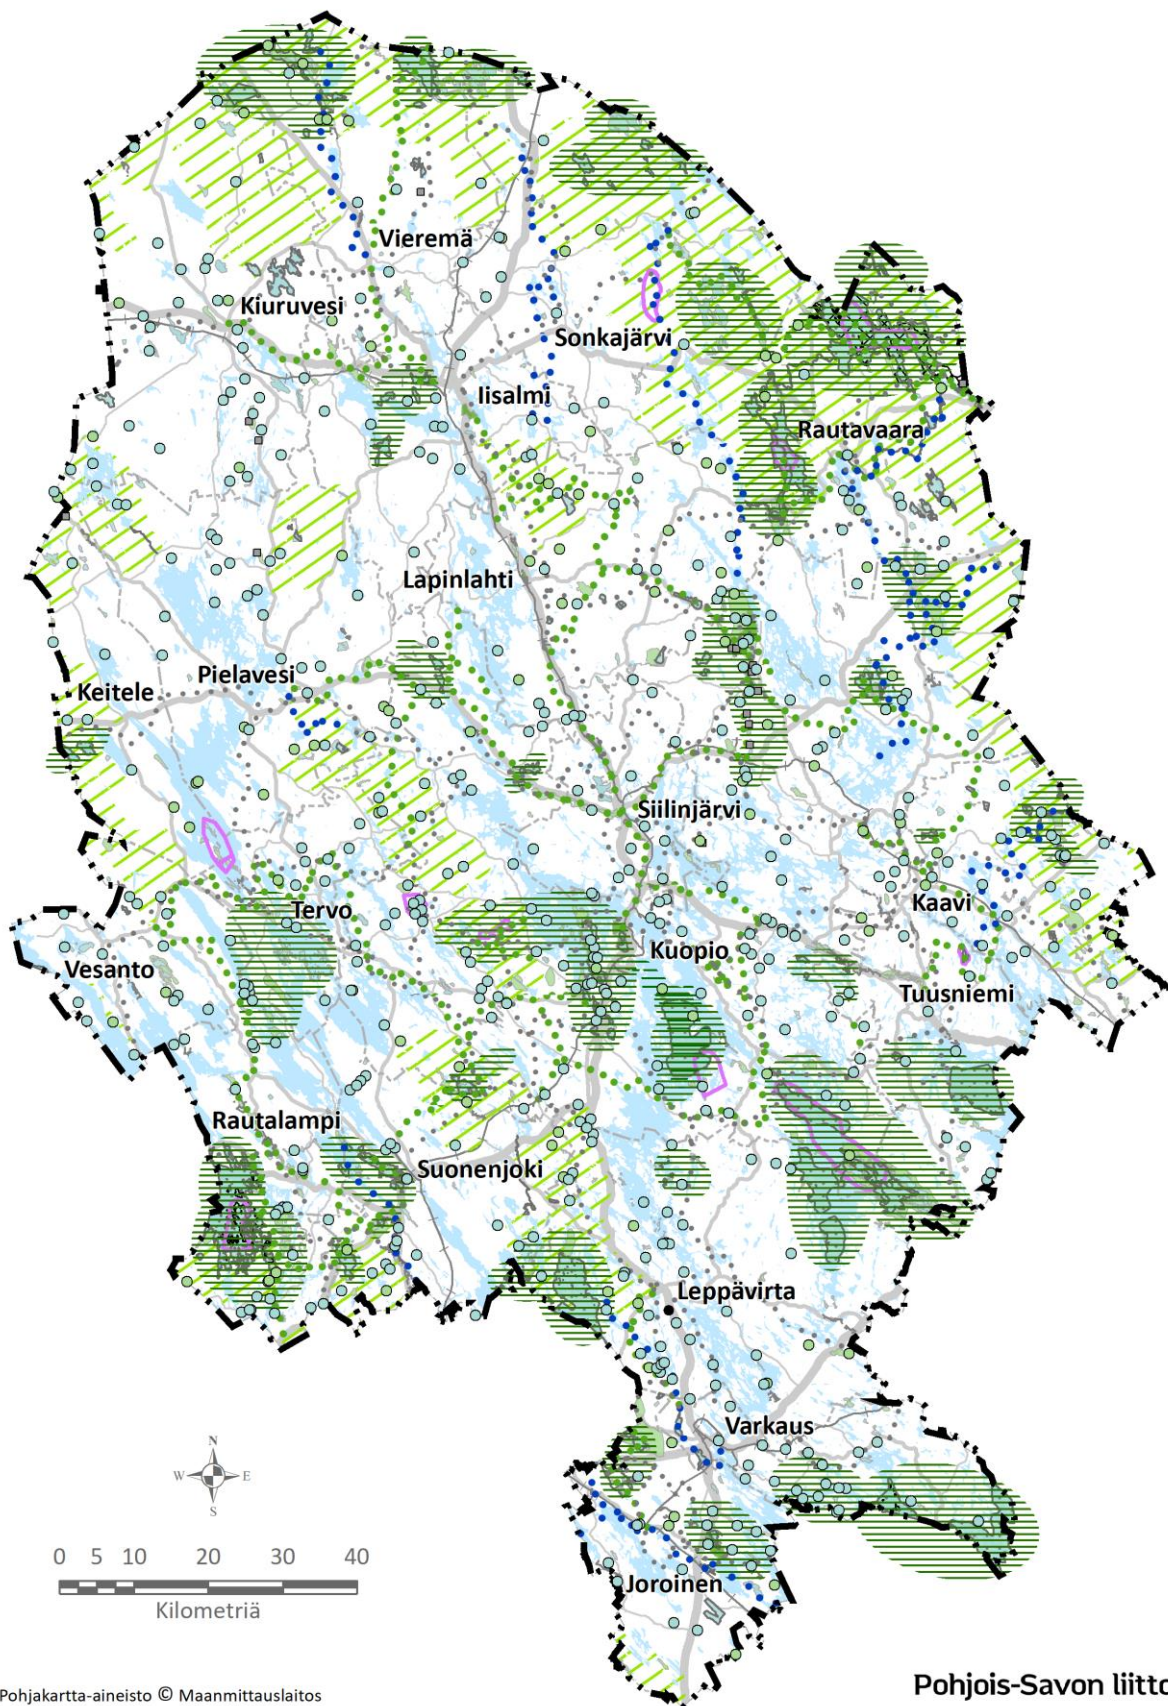 Vieremä
Kiuruvesi
Sonkajärvi
Iisalmi
Rautavaara
Lapinlahti
Pielavesi
Keitele
Siilinjärvi
Tervo
Kaavi
Kuopio
Vesanto
Tuusniemi
Rautalampi
Suonenjoki
Leppävirta
Varkaus
N
W E
S
0 5 10 20 30 40
Kilometriä
Joroinen
Pohjakartta-aineisto © Maanmittauslaitos
Pohjois-Savon liitto